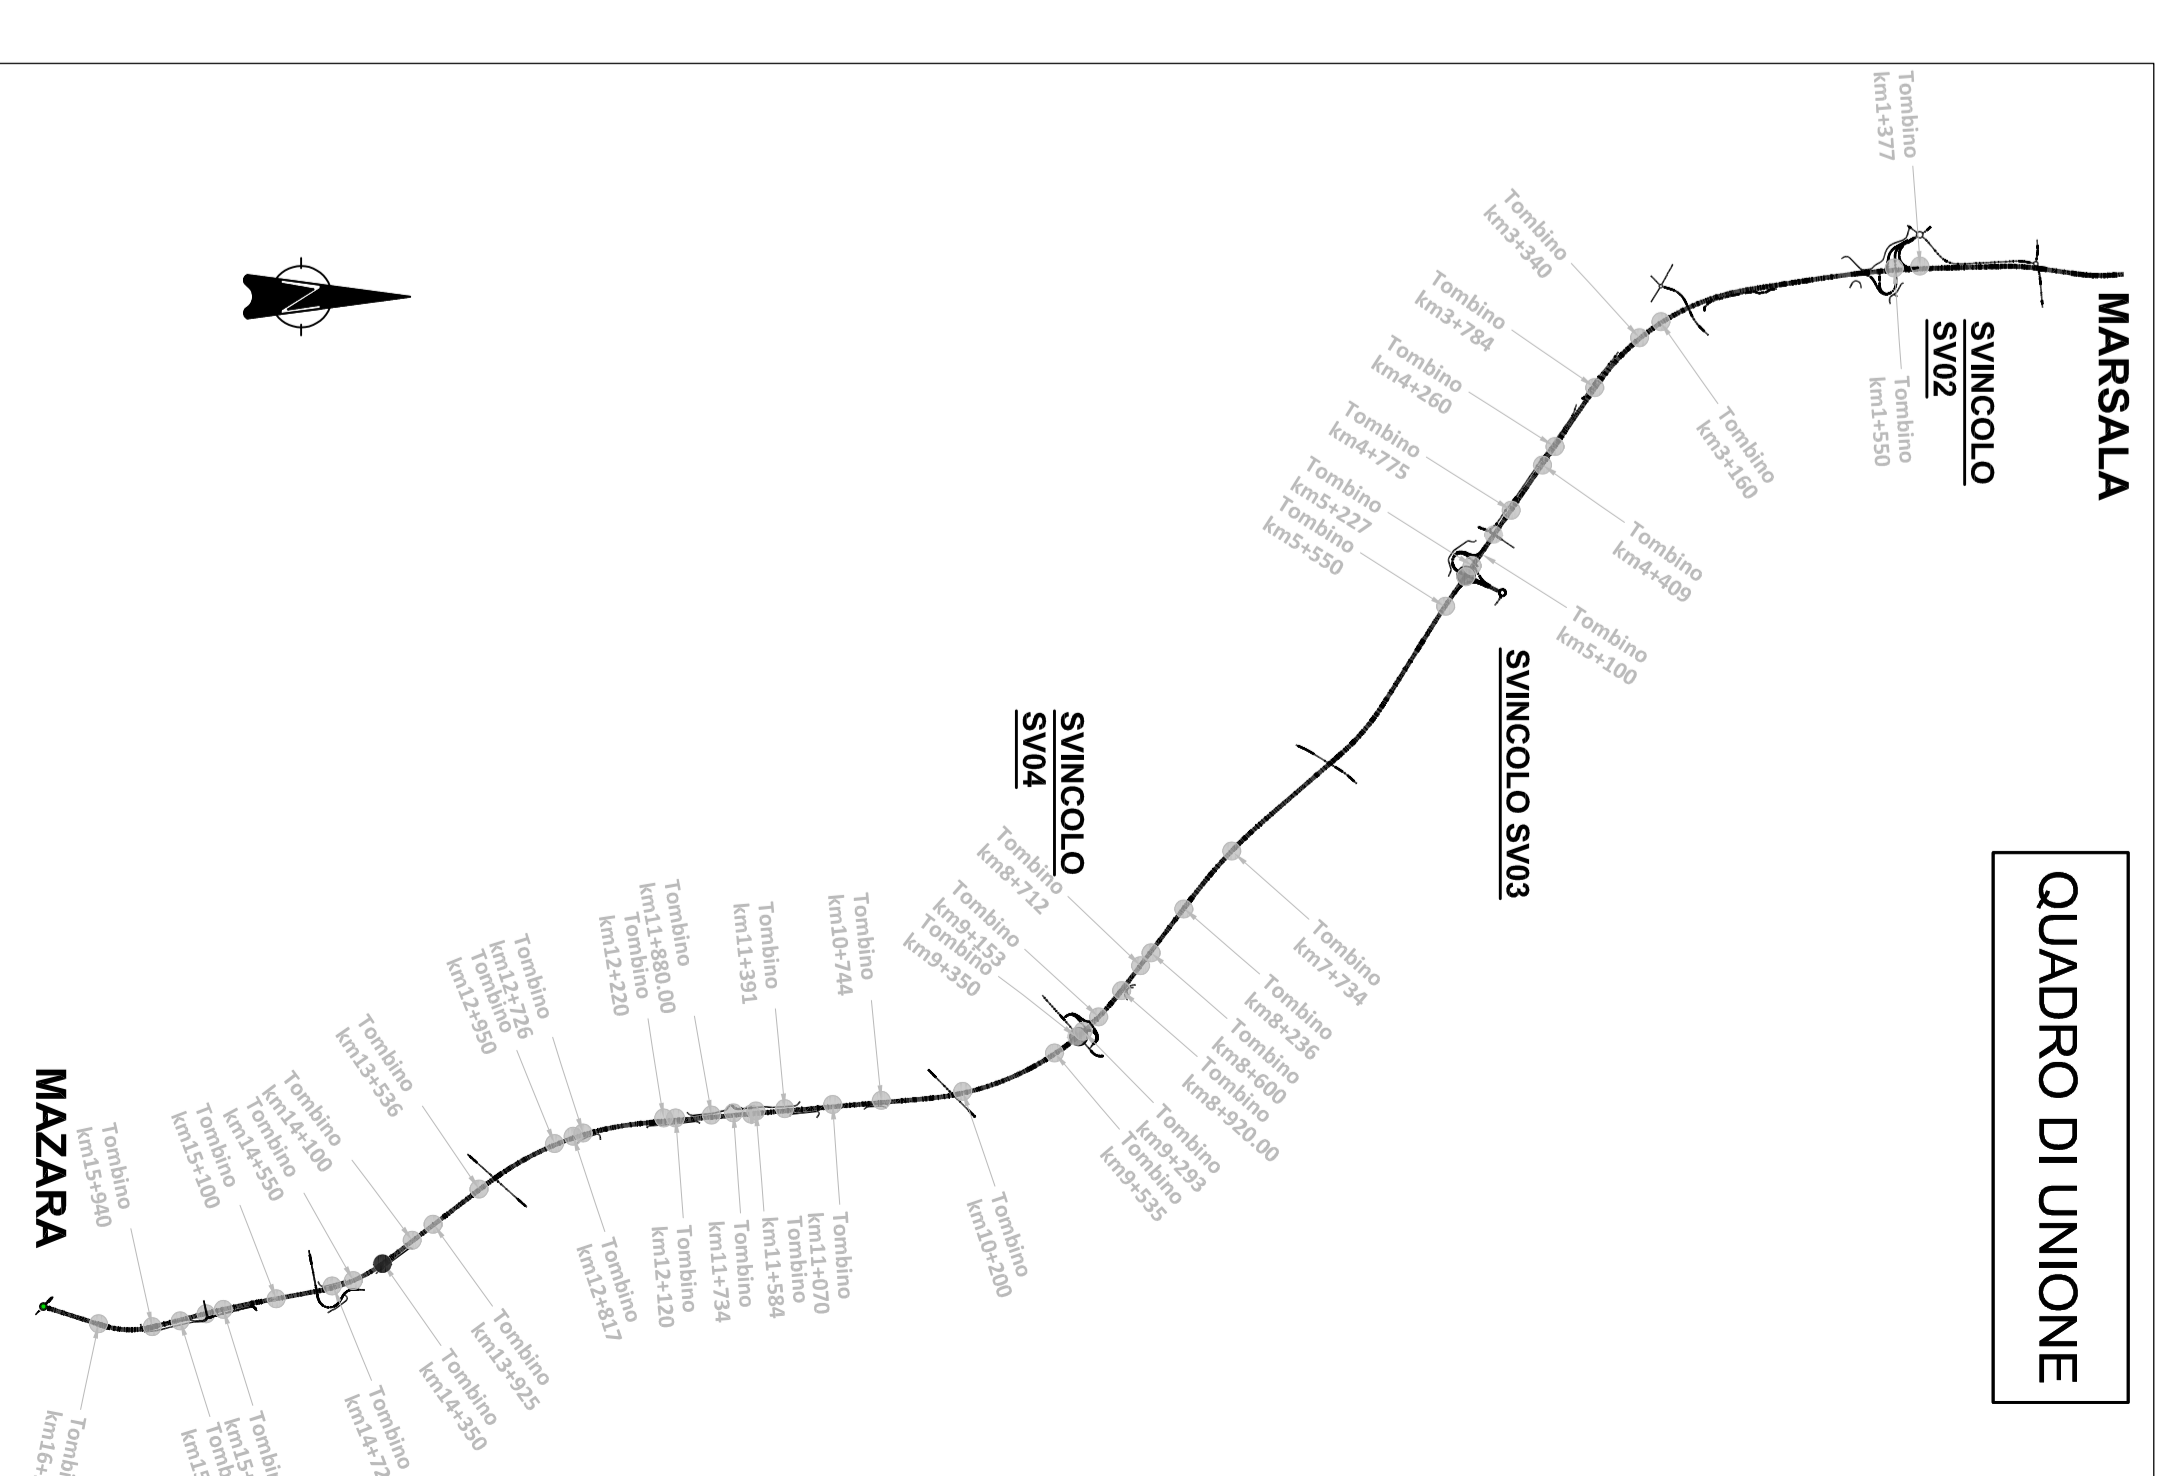 QUADRO DI UNIONE
MARSALA
SVINCOLO
SV02
SVINCOLO SV03
SVINCOLO
SV04
MAZARA
N
Tombino
km1+377
Tombino
km1+550
Tombino
km3+160
Tombino
km3+340
Tombino
km3+784
Tombino
km4+260
Tombino
km4+409
Tombino
km4+775
Tombino
km5+100
Tombino
km5+227
Tombino
km5+550
Tombino
km7+734
Tombino
km8+236
Tombino
km8+600
Tombino
km8+712
Tombino
km8+920.00
Tombino
km9+153
Tombino
km9+293
Tombino
km9+350
Tombino
km9+535
Tombino
km10+200
Tombino
km10+744
Tombino
km11+070
Tombino
km11+391
Tombino
km11+584
Tombino
km11+734
Tombino
km11+880.00
Tombino
km12+120
Tombino
km12+220
Tombino
km12+726
Tombino
km12+817
Tombino
km12+950
Tombino
km13+536
Tombino
km13+925
Tombino
km14+100
Tombino
km14+350
Tombino
km14+550
Tombino
Tombino
km15+100
Tombino
km15+940